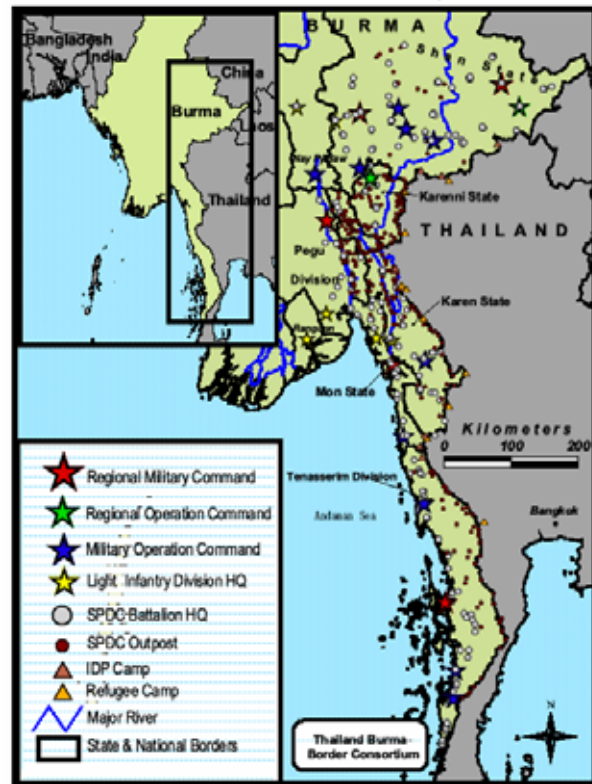 Bangladesh
India
China
Burma
Laos
Thailand
B U R M A
Shan State
Karenni State
T H A I L A N D
Pegu
Division
Karen State
Rangoon
Mon State
Kilometers
0 100 200
Tenasserim Division
Andaman Sea
Bangkok
Regional Military Command
Regional Operation Command
Military Operation Command
Light Infantry Division HQ
SPDC Battalion HQ
SPDC Outpost
IDP Camp
Refugee Camp
Major River
State & National Borders
Thailand Burma
Border Consortium
N